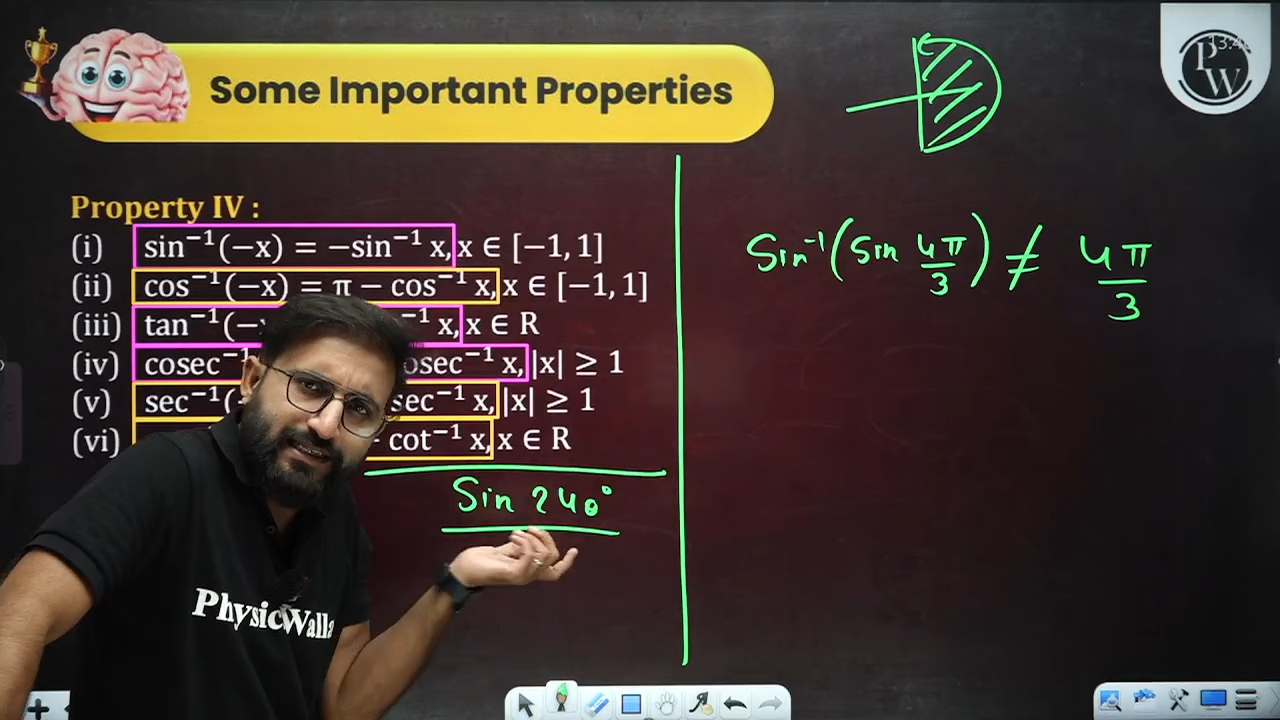 Some Important Properties
PW
Property IV :
(i) sin⁻¹(−x) = −sin⁻¹ x, x ∈ [−1, 1]
(ii) cos⁻¹(−x) = π − cos⁻¹ x, x ∈ [−1, 1]
(iii) tan⁻¹(− ⁻¹ x, x ∈ R
(iv) cosec⁻¹ x, |x| ≥ 1
(v) sec⁻¹( sec⁻¹ x, |x| ≥ 1
(vi) cot⁻¹ x, x ∈ R
Sin 240°
Sin⁻¹(Sin 4π/3) ≠ 4π/3
PhysicWalla